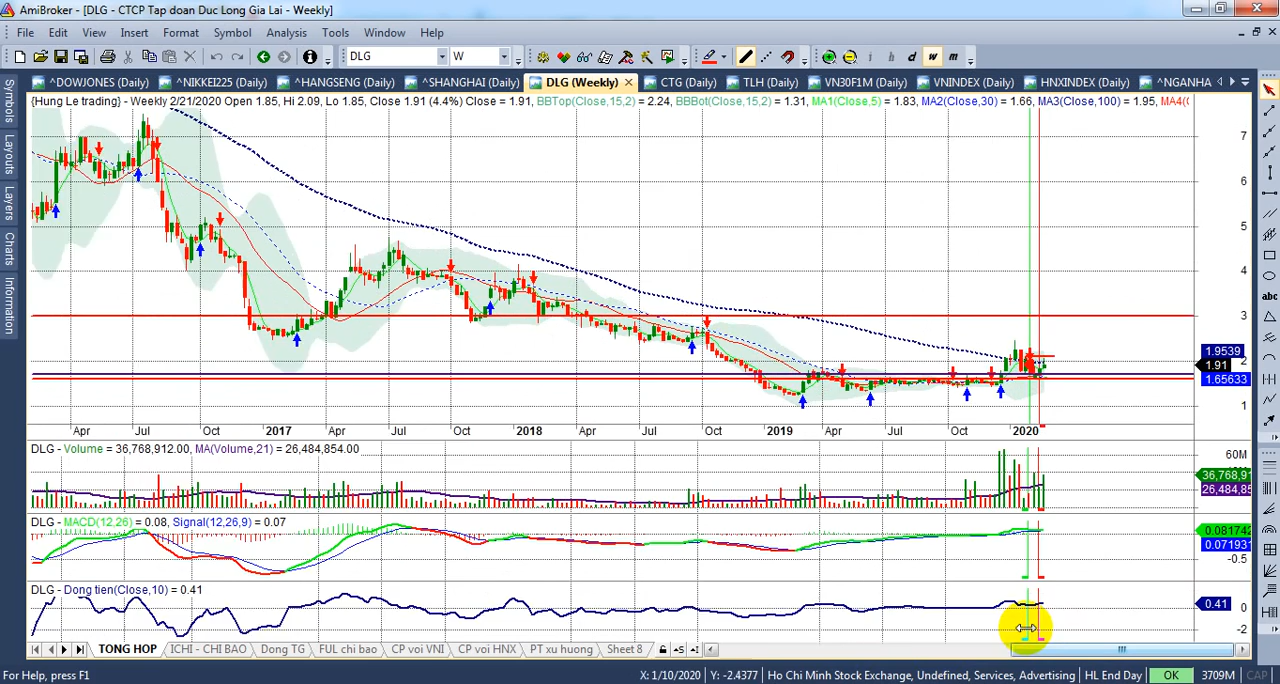 AmiBroker - [DLG - CTCP Tap doan Duc Long Gia Lai - Weekly]
File Edit View Insert Format Symbol Analysis Tools Window Help
DLG W i h d w m
^DOWJONES (Daily) ^NIKKEI225 (Daily) ^HANGSENG (Daily) ^SHANGHAI (Daily) DLG (Weekly) CTG (Daily) TLH (Daily) VN30F1M (Daily) VNINDEX (Daily) HNXINDEX (Daily) ^NGANHA
{Hung Le trading} - Weekly 2/21/2020 Open 1.85, Hi 2.09, Lo 1.85, Close 1.91 (4.4%) Close = 1.91, BBTop(Close,15,2) = 2.24, BBBot(Close,15,2) = 1.31, MA1(Close,5) = 1.83, MA2(Close,30) = 1.66, MA3(Close,100) = 1.95, MA4(
Symbols
Layouts
Layers
Charts
Information
abc
7
6
5
4
3
1.9539
2
1.91
1.65633
1
Apr Jul Oct 2017 Apr Jul Oct 2018 Apr Jul Oct 2019 Apr Jul Oct 2020
DLG - Volume = 36,768,912.00, MA(Volume,21) = 26,484,854.00
60M
36,768.91
26,484.85
DLG - MACD(12,26) = 0.08, Signal(12,26,9) = 0.07
0.081742
0.071931
-0.5
DLG - Dong tien(Close,10) = 0.41
0.41
0
-2
TONG HOP ICHI - CHI BAO Dong TG FUL chi bao CP voi VNI CP voi HNX PT xu huong Sheet 8
For Help, press F1 X: 1/10/2020 Y: -2.4377 Ho Chi Minh Stock Exchange, Undefined, Services, Advertising HL End Day OK 3709M CAP